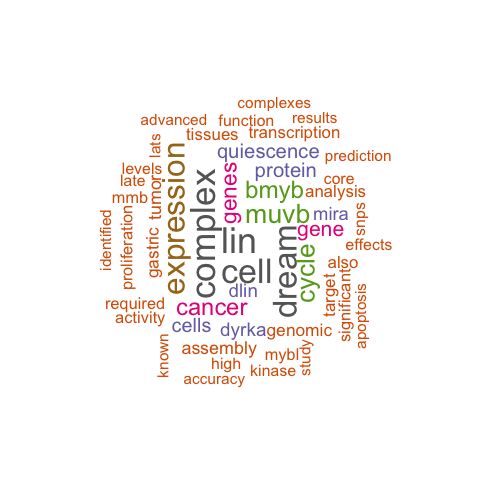 complexes
advanced
function
results
lats
tissues
transcription
quiescence
prediction
expression
levels
protein
core
late
tumor
complex
genes
bmyb
analysis
mmb
muvb
mira
snps
identified
proliferation
gastric
lin
gene
effects
cell
dream
cycle
also
target
significant
apoptosis
dlin
required
cancer
activity
cells
dyrka
genomic
known
assembly
mybl
study
high
kinase
accuracy